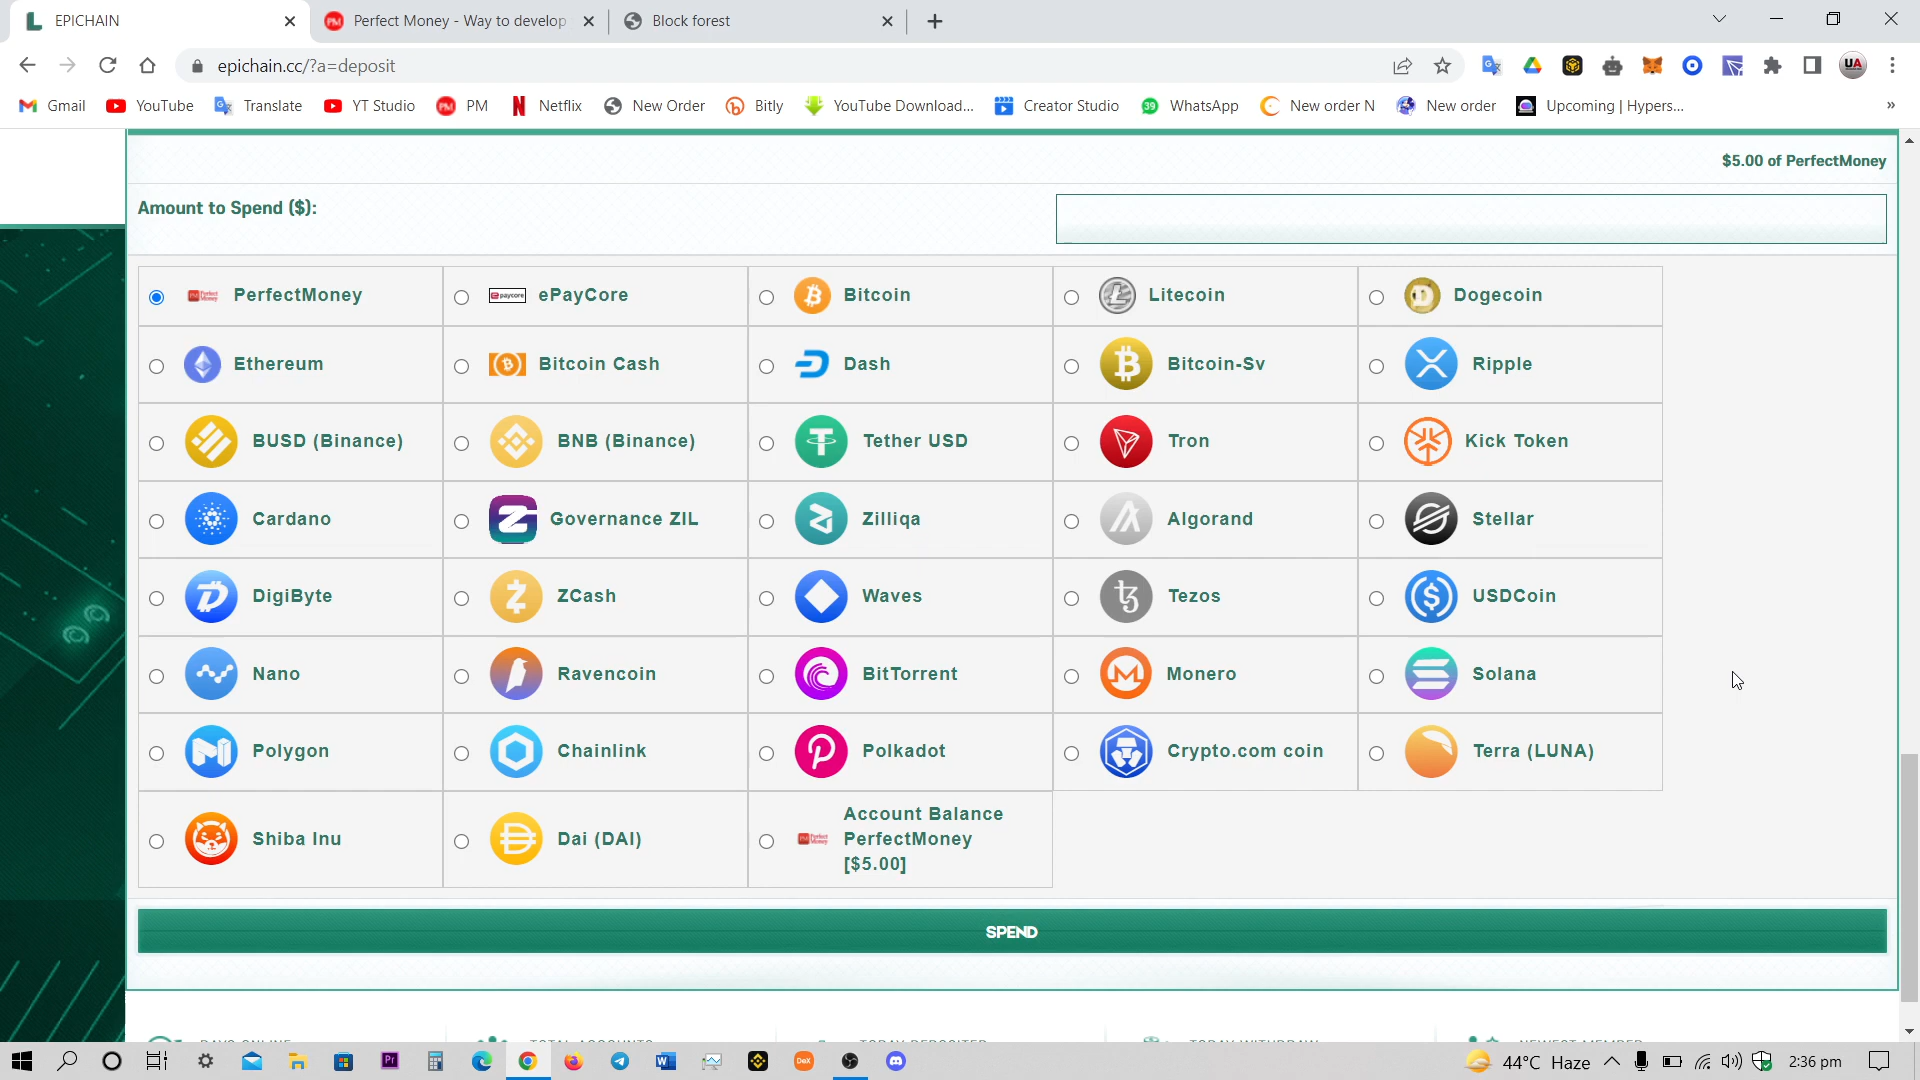 EPICHAIN
Perfect Money - Way to develop
Block forest
epichain.cc/?a=deposit
UA
Gmail
YouTube
Translate
YT Studio
PM
Netflix
New Order
Bitly
YouTube Download...
Creator Studio
WhatsApp
New order N
New order
Upcoming | Hypers...
»
$5.00 of PerfectMoney
Amount to Spend ($):
PerfectMoney
ePayCore
Bitcoin
Litecoin
Dogecoin
Ethereum
Bitcoin Cash
Dash
Bitcoin-Sv
Ripple
BUSD (Binance)
BNB (Binance)
Tether USD
Tron
Kick Token
Cardano
Governance ZIL
Zilliqa
Algorand
Stellar
DigiByte
ZCash
Waves
Tezos
USDCoin
Nano
Ravencoin
BitTorrent
Monero
Solana
Polygon
Chainlink
Polkadot
Crypto.com coin
Terra (LUNA)
Shiba Inu
Dai (DAI)
Account Balance
PerfectMoney
[$5.00]
SPEND
44°C Haze
2:36 pm